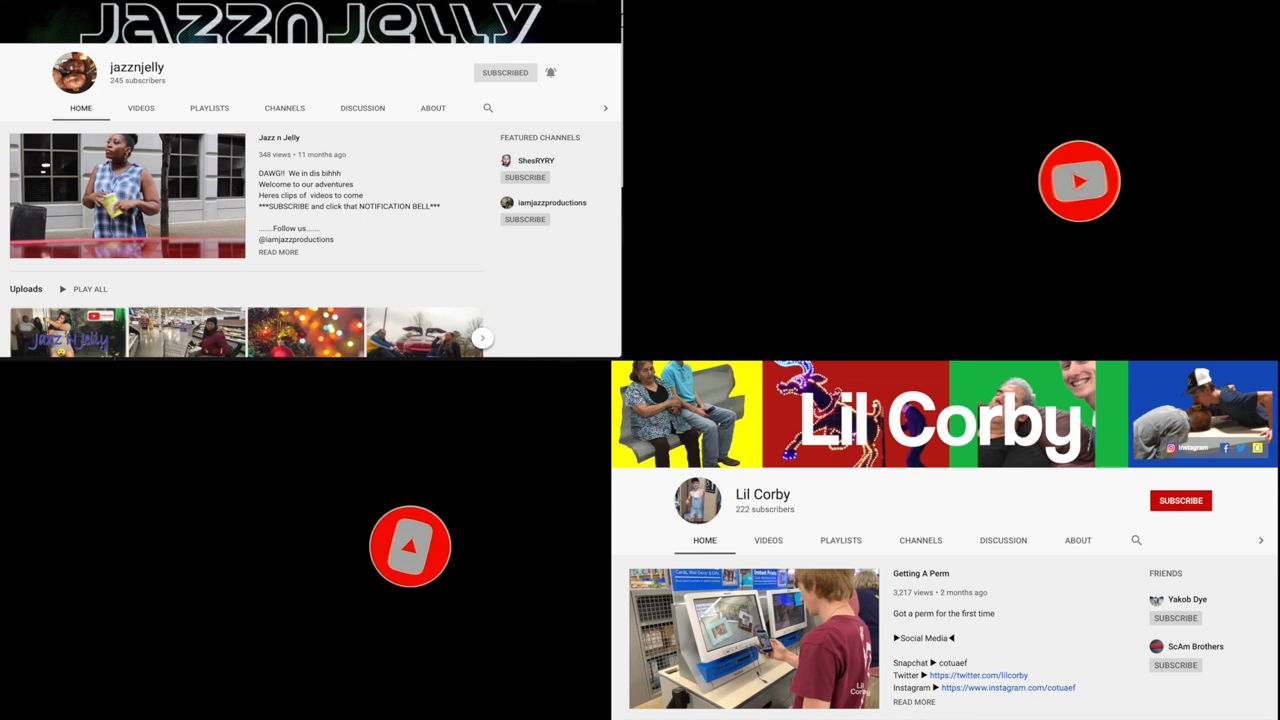 JAZZNJELLY
jazznjelly
245 subscribers
SUBSCRIBED
HOME VIDEOS PLAYLISTS CHANNELS DISCUSSION ABOUT
Jazz n Jelly
348 views • 11 months ago
DAWG!! We in dis bihhh
Welcome to our adventures
Heres clips of videos to come
***SUBSCRIBE and click that NOTIFICATION BELL***
.......Follow us.......
@iamjazzproductions
READ MORE
FEATURED CHANNELS
ShesRYRY
SUBSCRIBE
iamjazzproductions
SUBSCRIBE
Uploads PLAY ALL
Jazz 'N Jelly
Lil Corby
Instagram
Lil Corby
222 subscribers
SUBSCRIBE
HOME VIDEOS PLAYLISTS CHANNELS DISCUSSION ABOUT
Getting A Perm
3,217 views • 2 months ago
Got a perm for the first time
▶Social Media◀
Snapchat ▶ cotuaef
Twitter ▶ https://twitter.com/lilcorby
Instagram ▶ https://www.instagram.com/cotuaef
READ MORE
Lil
Corby
FRIENDS
Yakob Dye
SUBSCRIBE
ScAm Brothers
SUBSCRIBE